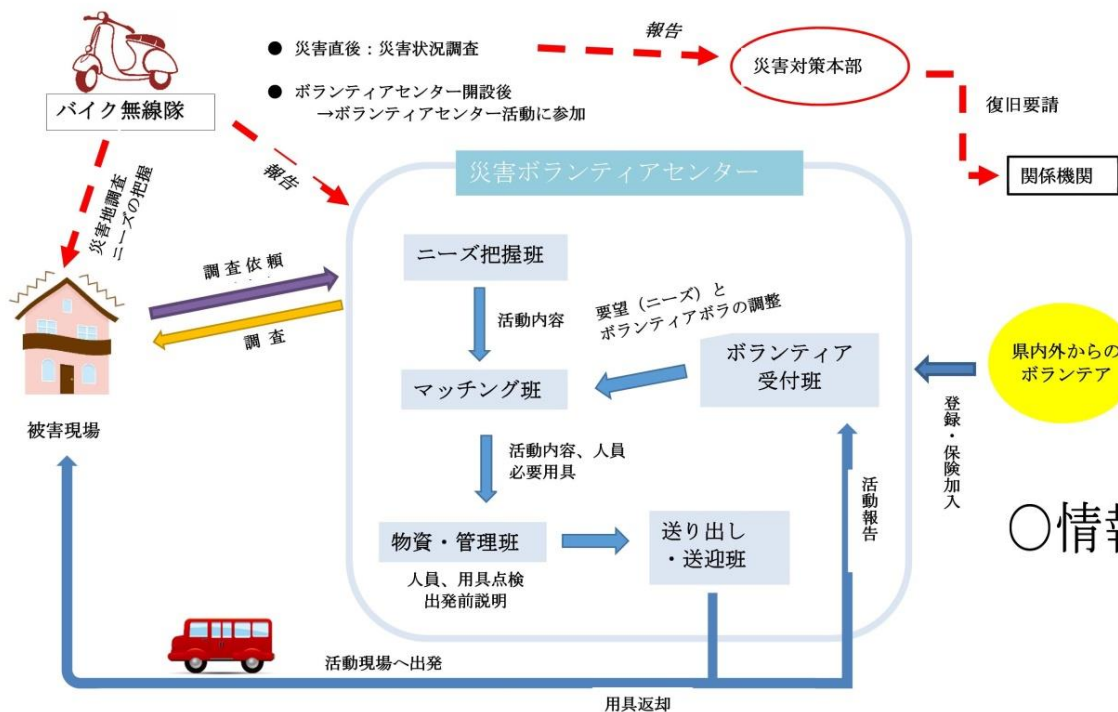 ● 災害直後：災害状況調査
報告
災害対策本部
● ボランティアセンター開設後
→ボランティアセンター活動に参加
復旧要請
バイク無線隊
報告
関係機関
災害地調査
ニーズの把握
災害ボランティアセンター
ニーズ把握班
調査依頼
調査
活動内容
要望（ニーズ）と
ボランティアボラの調整
ボランティア
受付班
マッチング班
県内外からの
ボランテア
登録・保険加入
被害現場
活動内容、人員
必要用具
活動報告
〇情報
物資・管理班
送り出し
・送迎班
人員、用具点検
出発前説明
活動現場へ出発
用具返却